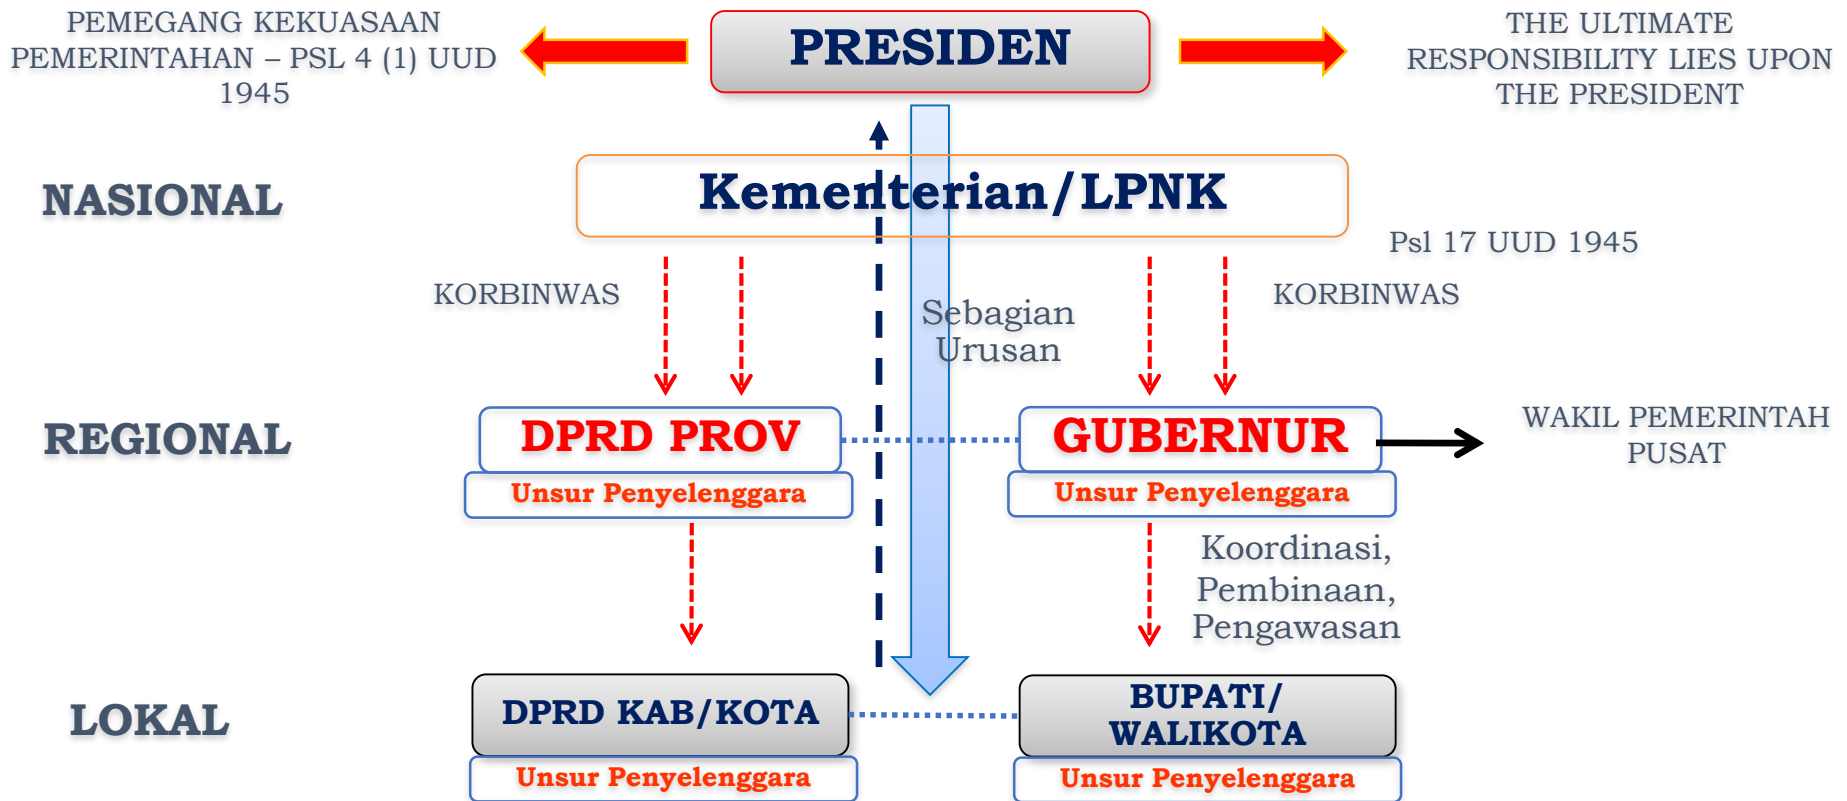 PEMEGANG KEKUASAAN
PEMERINTAHAN – PSL 4 (1) UUD
1945
PRESIDEN
THE ULTIMATE
RESPONSIBILITY LIES UPON
THE PRESIDENT
NASIONAL
Kementerian/LPNK
Psl 17 UUD 1945
KORBINWAS
Sebagian
Urusan
KORBINWAS
REGIONAL
DPRD PROV
Unsur Penyelenggara
GUBERNUR
Unsur Penyelenggara
WAKIL PEMERINTAH
PUSAT
Koordinasi,
Pembinaan,
Pengawasan
LOKAL
DPRD KAB/KOTA
Unsur Penyelenggara
BUPATI/
WALIKOTA
Unsur Penyelenggara